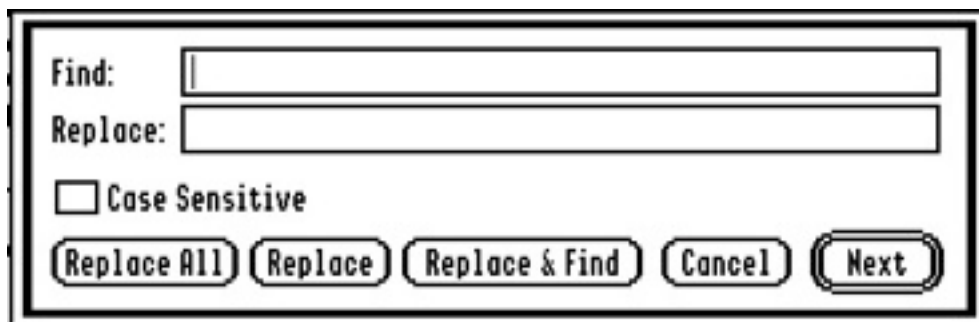 Find:
Replace:
Case Sensitive
Replace All Replace Replace & Find Cancel Next